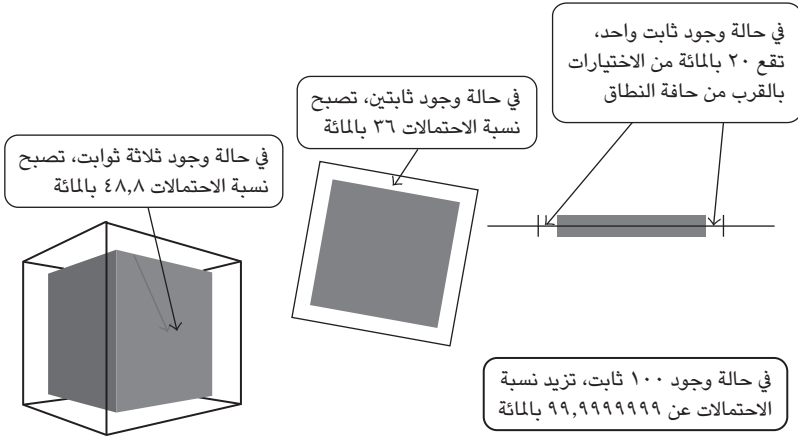 في حالة وجود ثابت واحد،
تقع ٢٠ بالمائة من الاختيارات
بالقرب من حافة النطاق
في حالة وجود ثابتين، تصبح
نسبة الاحتمالات ٣٦ بالمائة
في حالة وجود ثلاثة ثوابت، تصبح
نسبة الاحتمالات ٤٨,٨ بالمائة
في حالة وجود ١٠٠ ثابت، تزيد نسبة
الاحتمالات عن ٩٩,٩٩٩٩٩٩٩ بالمائة